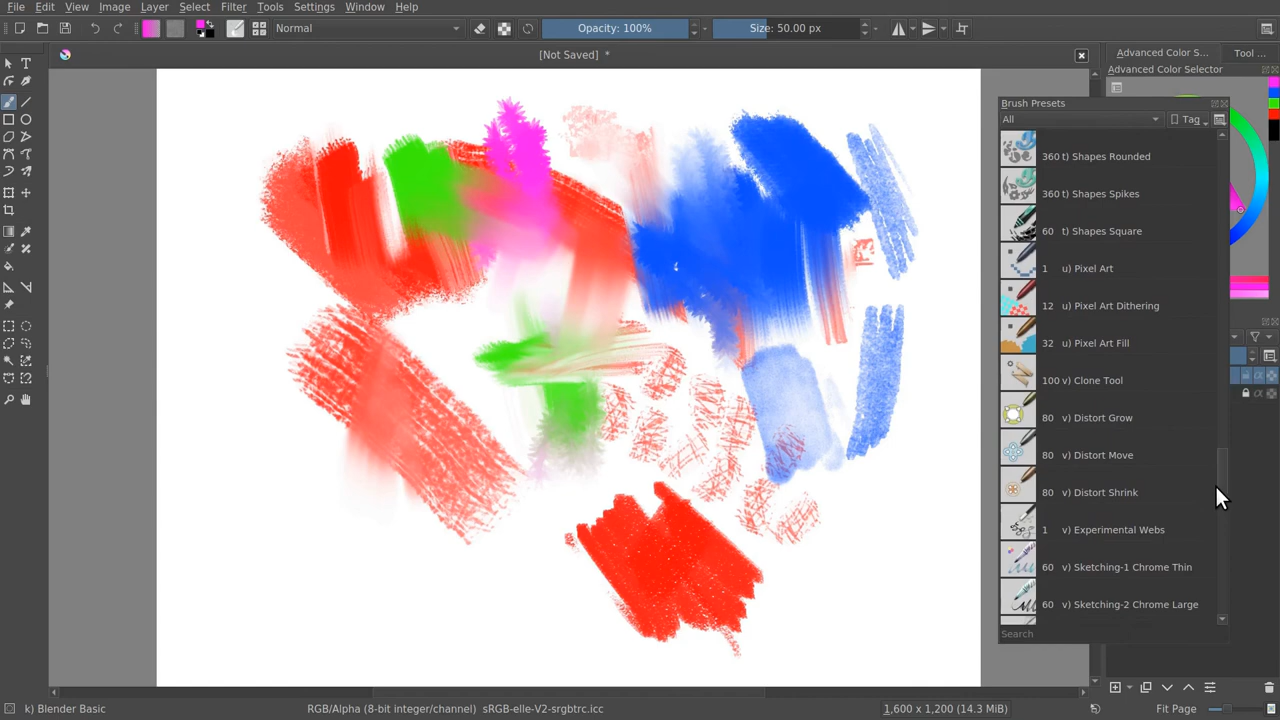 File Edit View Image Layer Select Filter Tools Settings Window Help
Normal Opacity: 100% Size: 50.00 px
[Not Saved] *
Advanced Color S... Tool ...
Advanced Color Selector
Brush Presets
All Tag
360 t) Shapes Rounded
360 t) Shapes Spikes
60 t) Shapes Square
1 u) Pixel Art
12 u) Pixel Art Dithering
32 u) Pixel Art Fill
100 v) Clone Tool
80 v) Distort Grow
80 v) Distort Move
80 v) Distort Shrink
1 v) Experimental Webs
60 v) Sketching-1 Chrome Thin
60 v) Sketching-2 Chrome Large
Search
k) Blender Basic RGB/Alpha (8-bit integer/channel) sRGB-elle-V2-srgbtrc.icc 1,600 x 1,200 (14.3 MiB) Fit Page